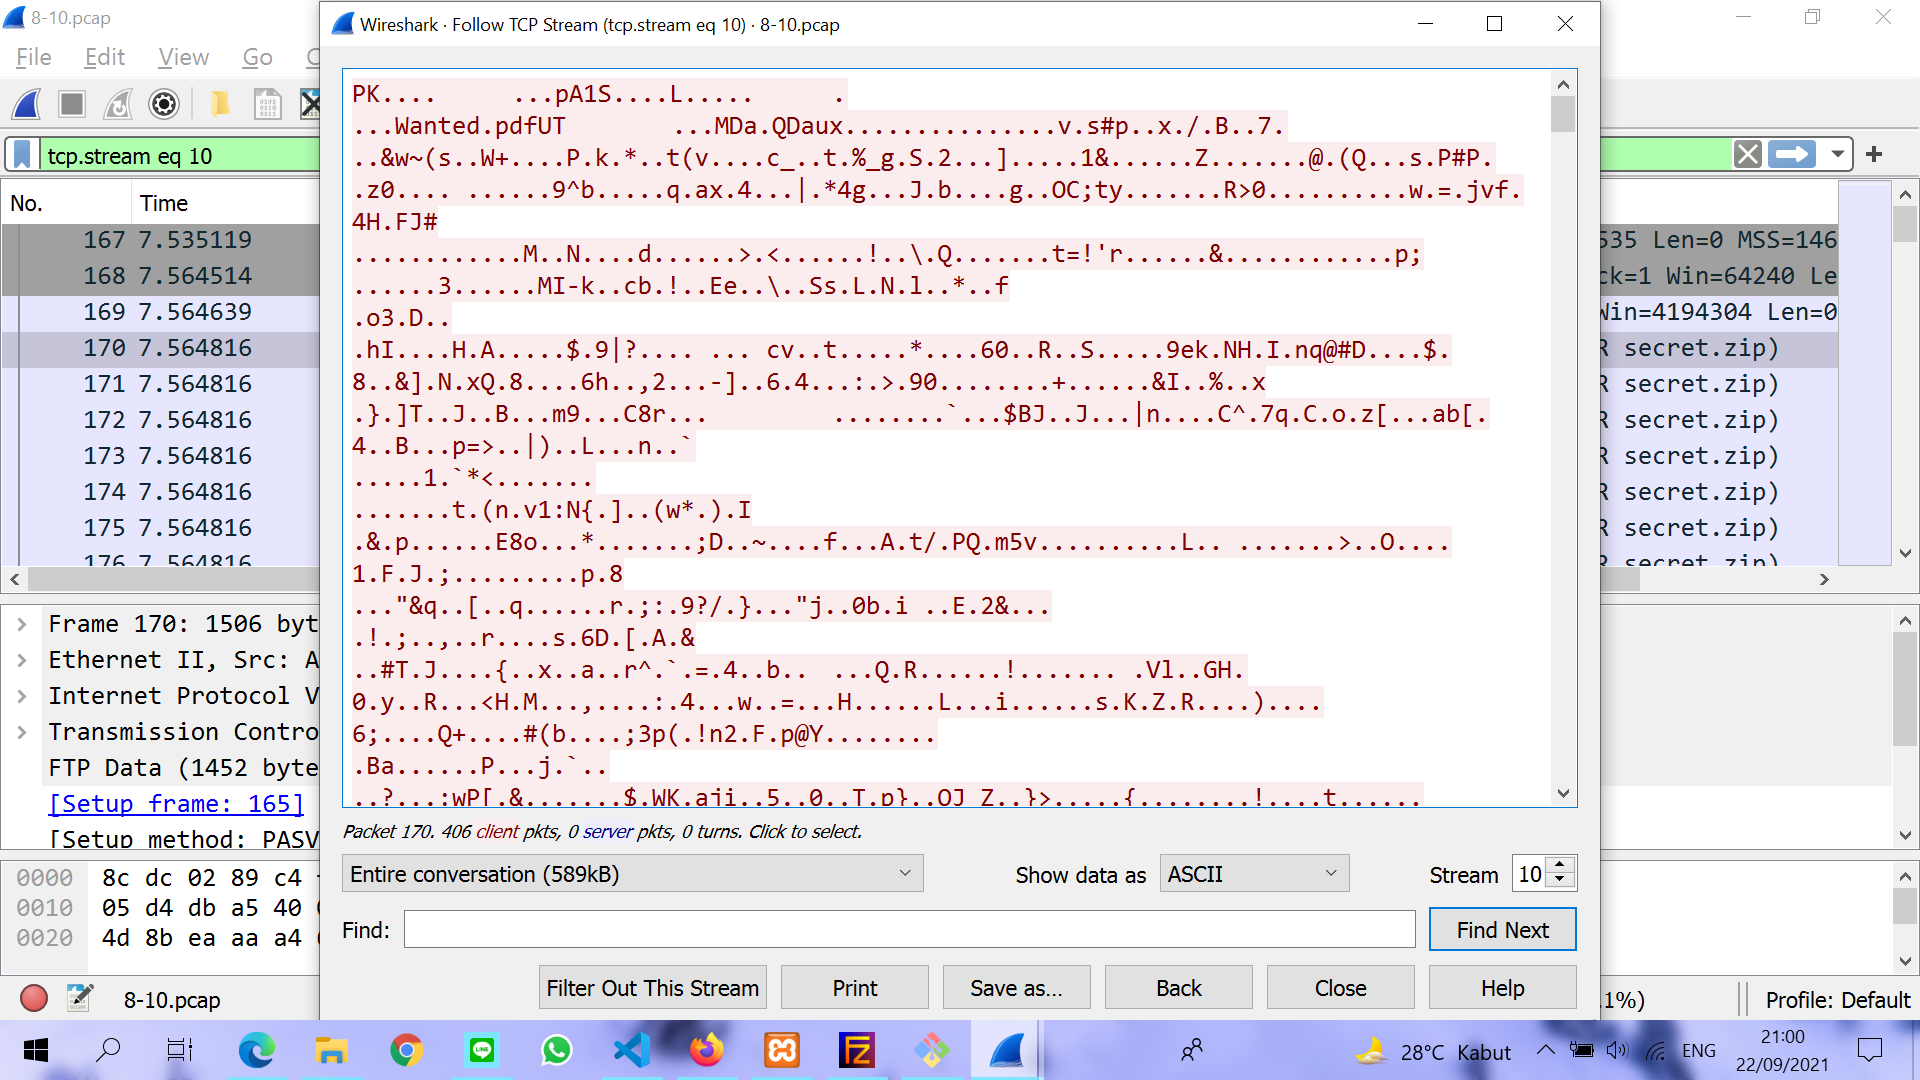 8-10.pcap
File Edit View Go
Wireshark · Follow TCP Stream (tcp.stream eq 10) · 8-10.pcap
tcp.stream eq 10
No. Time
167 7.535119
168 7.564514
169 7.564639
170 7.564816
171 7.564816
172 7.564816
173 7.564816
174 7.564816
175 7.564816
176 7.564816
535 Len=0 MSS=146
ck=1 Win=64240 Le
Win=4194304 Len=0
R secret.zip)
R secret.zip)
R secret.zip)
R secret.zip)
R secret.zip)
R secret.zip)
R secret.zip)
PK.... ...pA1S....L..... .
...Wanted.pdfUT ...MDa.QDaux...............v.s#p..x./.B..7.
..&w~(s..W+....P.k.*..t(v....c_..t.%_g.S.2...].....1&......Z.......@.(Q...s.P#P.
.z0.... ......9^b.....q.ax.4...|.*4g...J.b....g..OC;ty.......R>0..........w.=.jvf.
4H.FJ#
............M..N....d......>.<......!..\.Q.......t=!'r......&............p;
......3......MI-k..cb.!..Ee..\..Ss.L.N.l..*..f
.o3.D..
.hI....H.A.....$.9|?.... ... cv..t.....*....60..R..S.....9ek.NH.I.nq@#D....$.
8..&].N.xQ.8....6h..,2...-]..6.4...:.>.90........+......&I..%..x
.}.]T..J..B...m9...C8r... ........`...$BJ..J...|n....C^.7q.C.o.z[...ab[.
4..B...p=>..|)..L...n..`
.....1.`*<.......
.......t.(n.v1:N{.]..(w*.).I
.&.p......E8o...*.......;D..~....f...A.t/.PQ.m5v..........L.. .......>..O....
1.F.J.;.........p.8
..."&q..[..q......r.;:.9?/.}..."j..0b.i ..E.2&...
.!.;..,..r....s.6D.[.A.&
..#T.J....{..x..a..r^.`.=.4..b.. ...Q.R......!....... .Vl..GH.
0.y..R...<H.M...,....:.4...w..=...H......L...i......s.K.Z.R....)....
6;....Q+....#(b....;3p(.!n2.F.p@Y........
.Ba......P...j.`..
..?...:wP[.&.......$.WK.aji..5..0..T.p}..OJ_Z..}>.....{........!....t......
Frame 170: 1506 byt
Ethernet II, Src: A
Internet Protocol V
Transmission Contro
FTP Data (1452 byte
[Setup frame: 165]
[Setup method: PASV
Packet 170. 406 client pkts, 0 server pkts, 0 turns. Click to select.
Entire conversation (589kB) Show data as ASCII Stream 10
Find: Find Next
Filter Out This Stream Print Save as... Back Close Help
0000 8c dc 02 89 c4
0010 05 d4 db a5 40
0020 4d 8b ea aa a4
8-10.pcap
.1%) Profile: Default
28°C Kabut ENG 21:00
22/09/2021